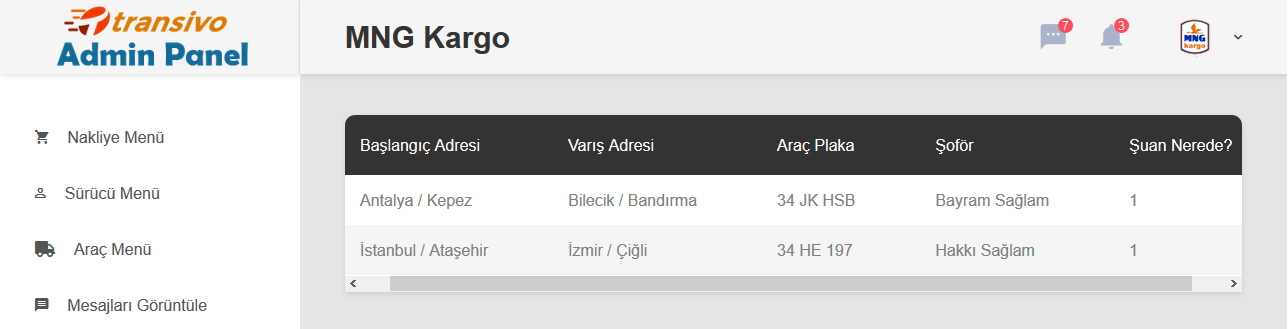 transivo
Admin Panel
MNG Kargo
7
3
MNG
kargo
Nakliye Menü
Sürücü Menü
Araç Menü
Mesajları Görüntüle
Başlangıç Adresi Varış Adresi Araç Plaka Şoför Şuan Nerede?
Antalya / Kepez Bilecik / Bandırma 34 JK HSB Bayram Sağlam 1
İstanbul / Ataşehir İzmir / Çiğli 34 HE 197 Hakkı Sağlam 1